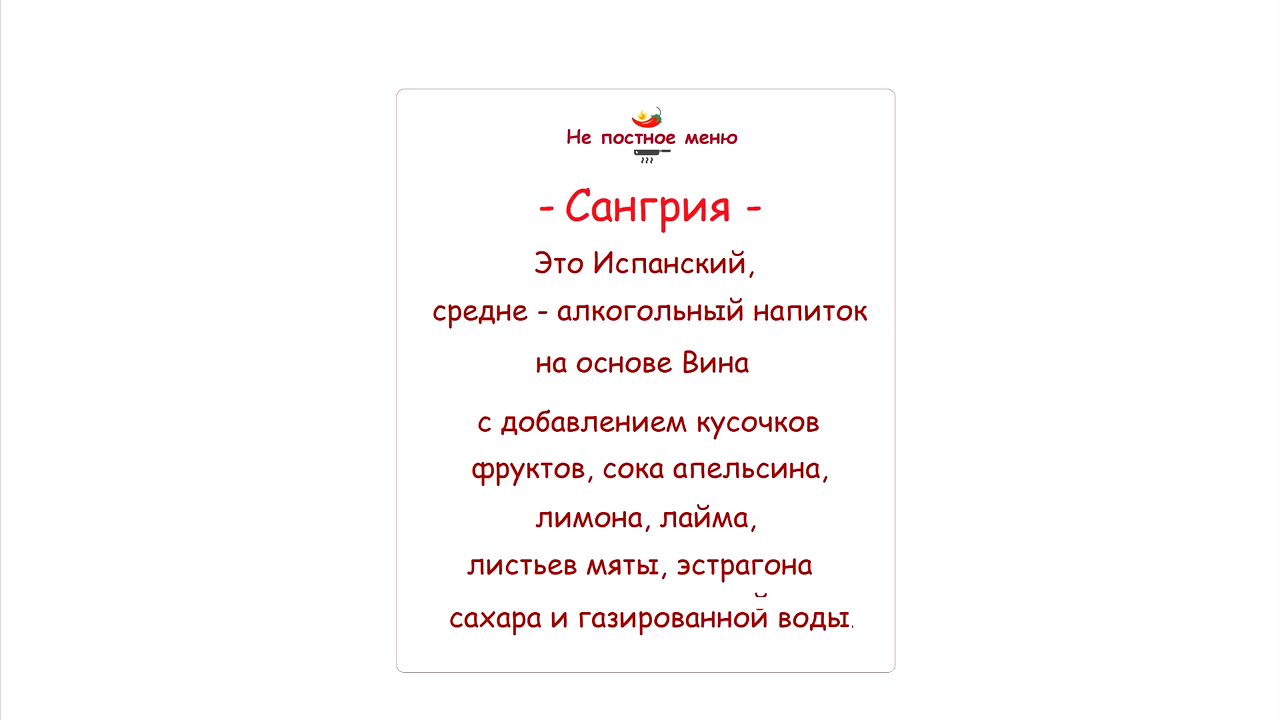 Не постное меню
- Сангрия -
Это Испанский,
средне - алкогольный напиток
на основе Вина
с добавлением кусочков
фруктов, сока апельсина,
лимона, лайма,
листьев мяты, эстрагона
сахара и газированной воды.